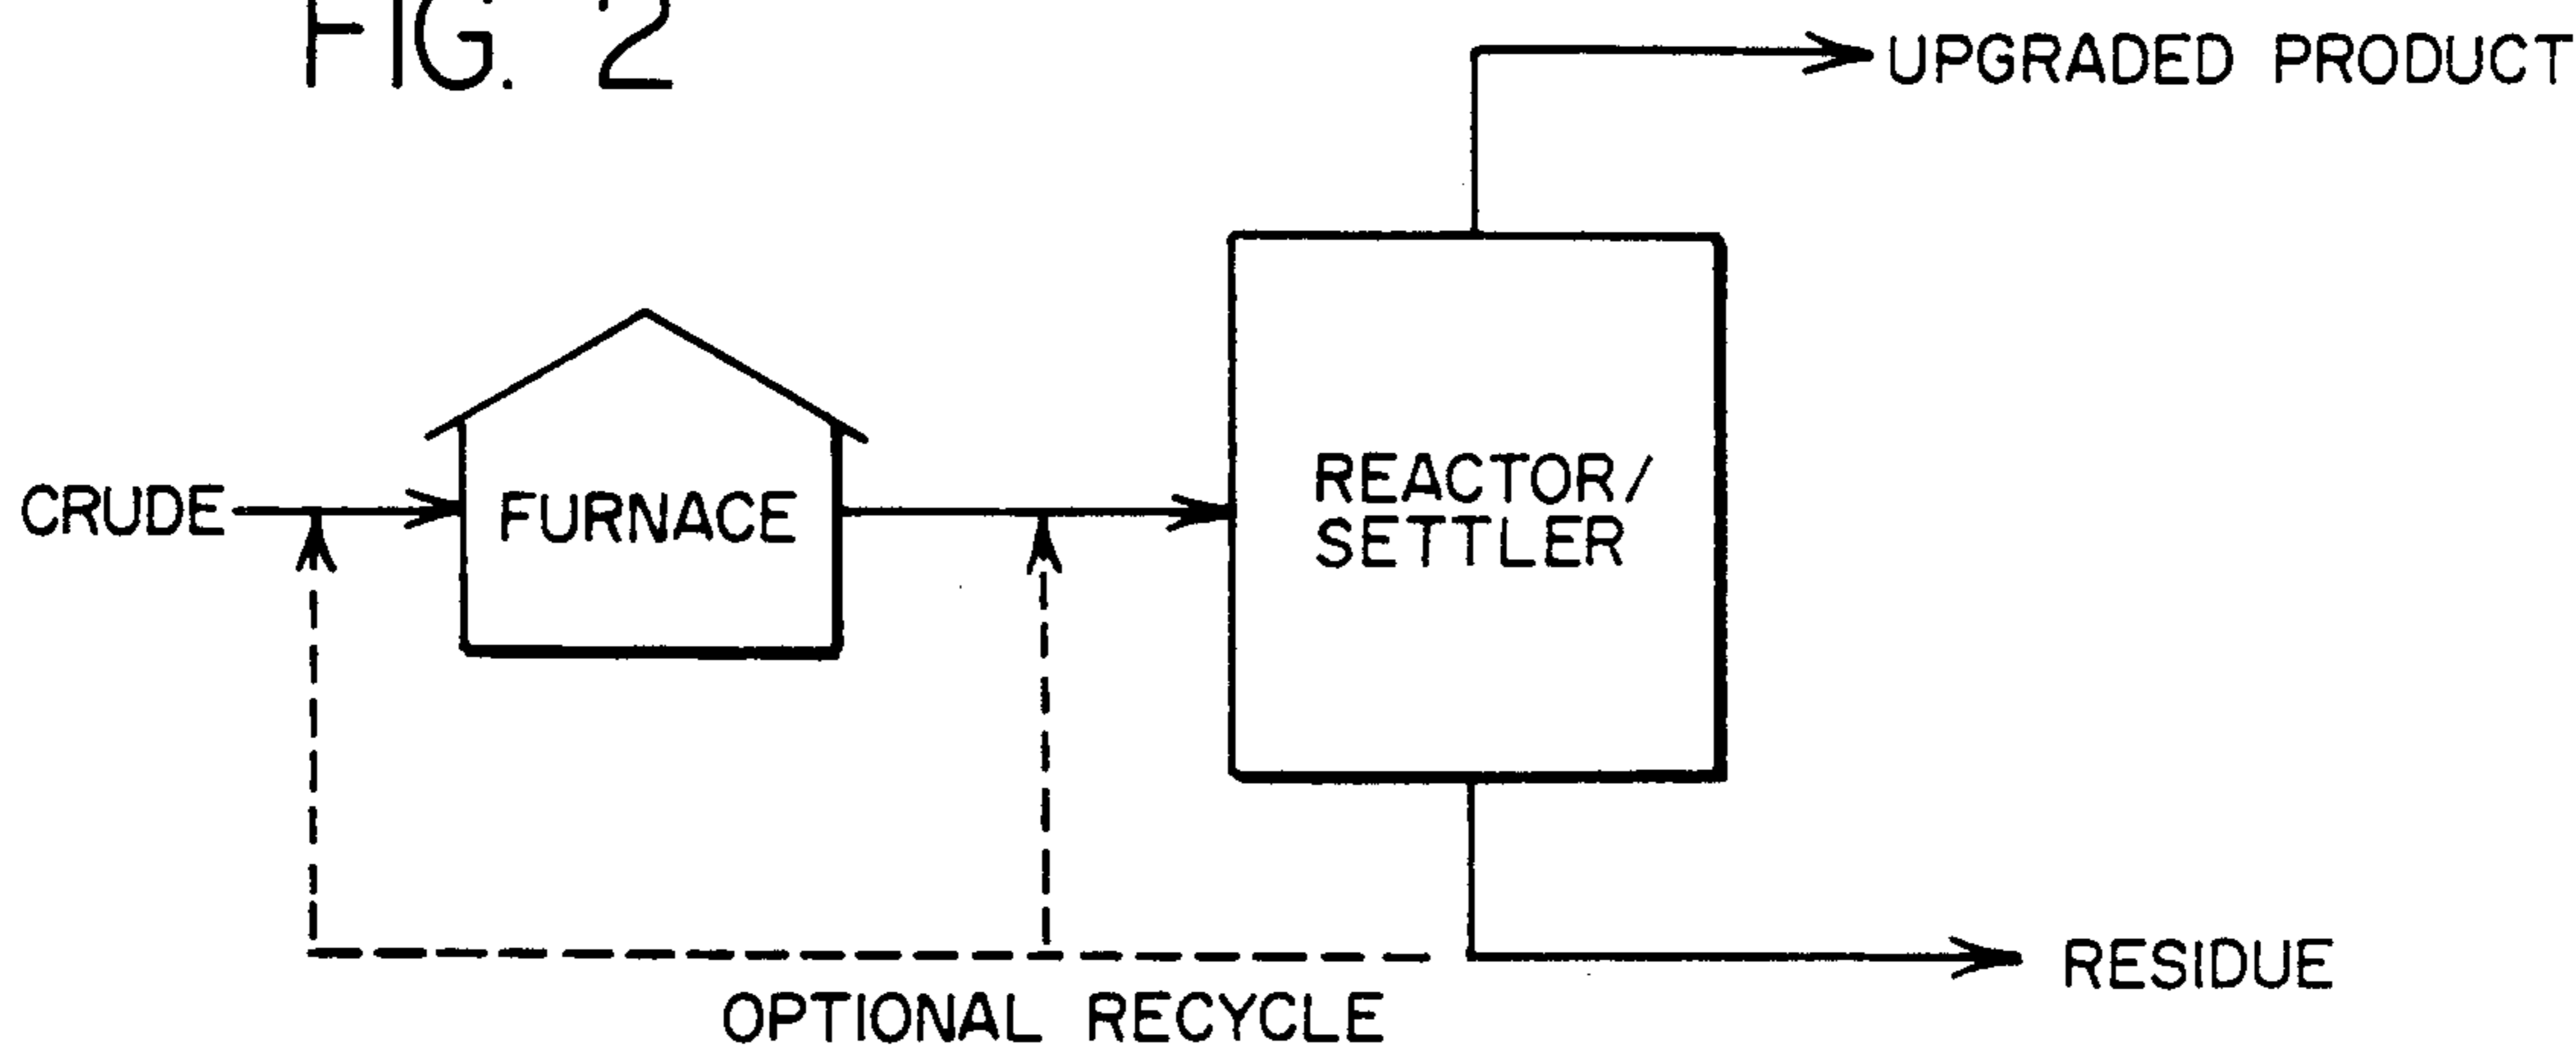 FIG. 2
UPGRADED PRODUCT
CRUDE
FURNACE
REACTOR/
SETTLER
RESIDUE
OPTIONAL RECYCLE